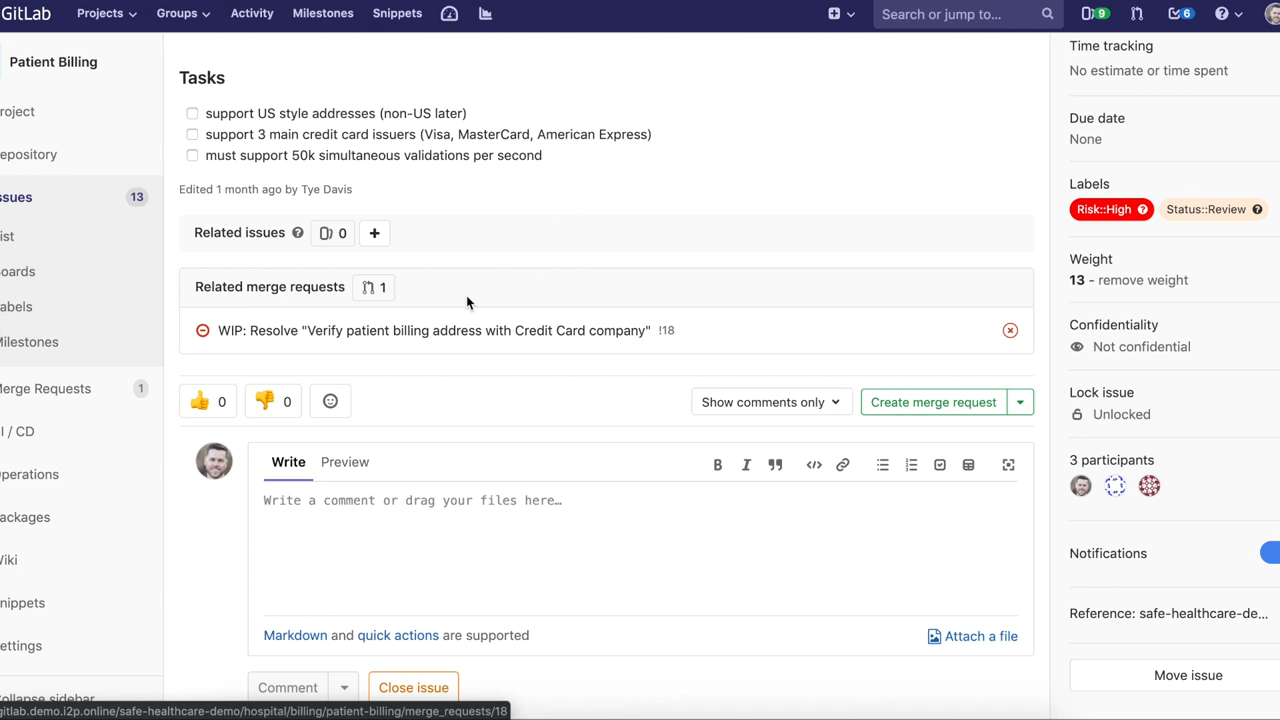 GitLab Projects Groups Activity Milestones Snippets Search or jump to... 9 6
Patient Billing
roject
epository
ssues 13
ist
oards
abels
ilestones
erge Requests 1
I / CD
perations
ackages
iki
nippets
ettings
ollapse sidebar
Tasks
support US style addresses (non-US later)
support 3 main credit card issuers (Visa, MasterCard, American Express)
must support 50k simultaneous validations per second
Edited 1 month ago by Tye Davis
Related issues 0
Related merge requests 1
WIP: Resolve "Verify patient billing address with Credit Card company" !18
0 0 Show comments only Create merge request
Write Preview
Write a comment or drag your files here…
Markdown and quick actions are supported Attach a file
Comment Close issue
gitlab.demo.i2p.online/safe-healthcare-demo/hospital/billing/patient-billing/merge_requests/18
Time tracking
No estimate or time spent
Due date
None
Labels
Risk::High Status::Review
Weight
13 - remove weight
Confidentiality
Not confidential
Lock issue
Unlocked
3 participants
Notifications
Reference: safe-healthcare-de...
Move issue